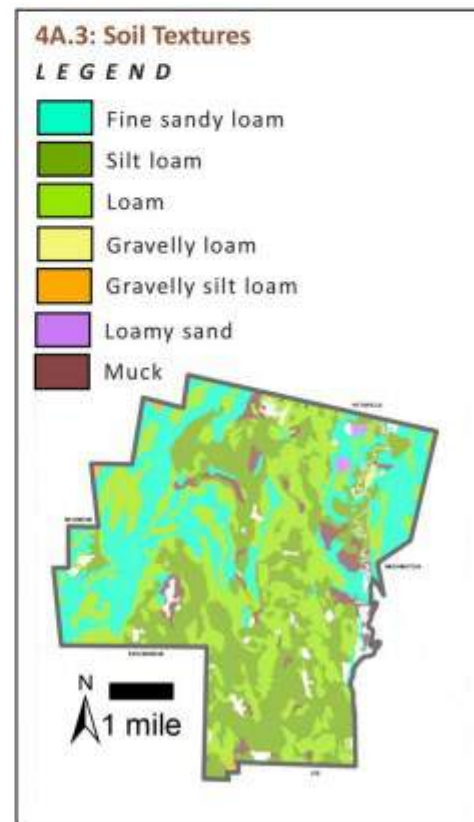 4A.3: Soil Textures
LEGEND
Fine sandy loam
Silt loam
Loam
Gravelly loam
Gravelly silt loam
Loamy sand
Muck
N
1 mile